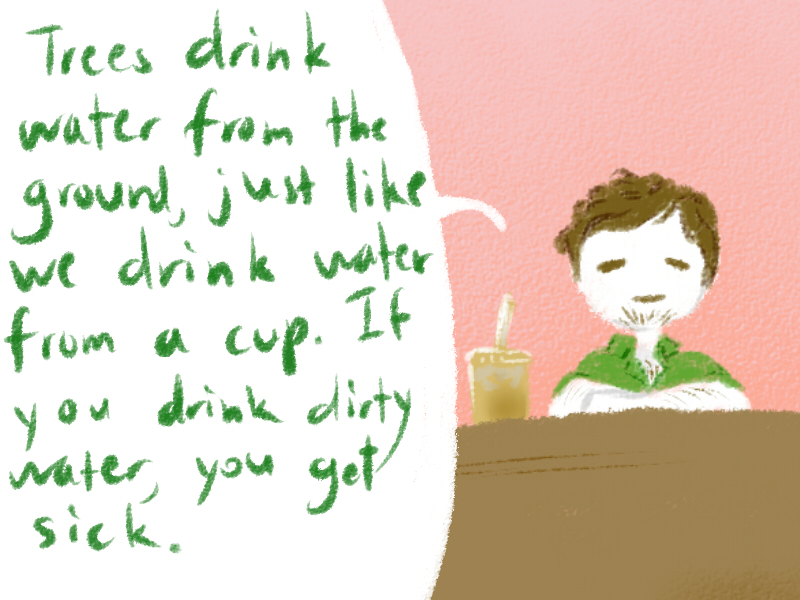 Trees drink
water from the
ground, just like
we drink water
from a cup. If
you drink dirty
water, you get
sick.